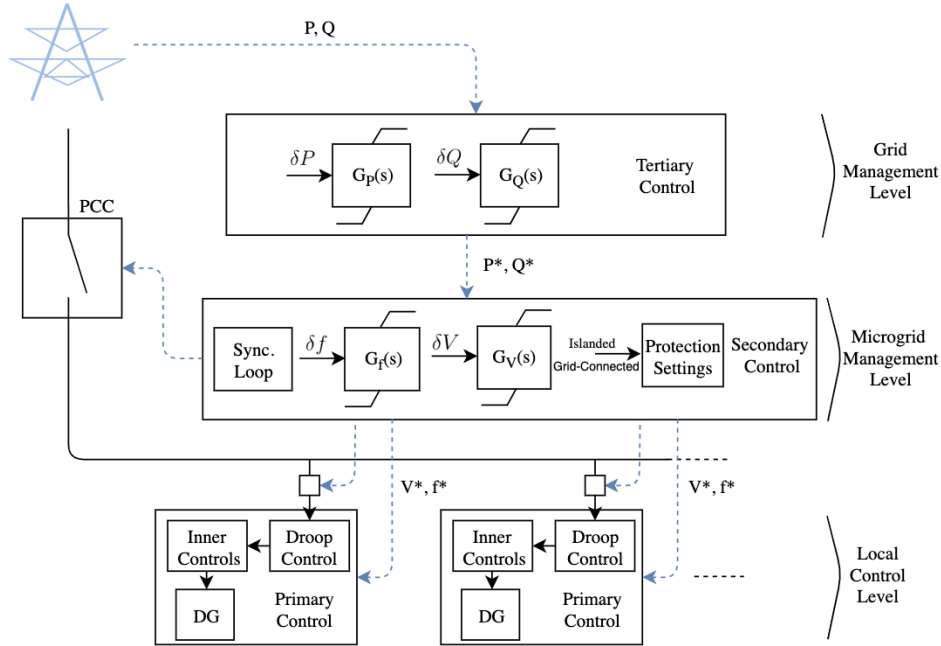 P, Q
δP
G_P(s)
δQ
G_Q(s)
Tertiary
Control
Grid
Management
Level
PCC
P*, Q*
Sync.
Loop
δf
G_f(s)
δV
G_V(s)
Islanded
Grid-Connected
Protection
Settings
Secondary
Control
Microgrid
Management
Level
V*, f*
V*, f*
Inner
Controls
Droop
Control
DG
Primary
Control
Inner
Controls
Droop
Control
DG
Primary
Control
Local
Control
Level